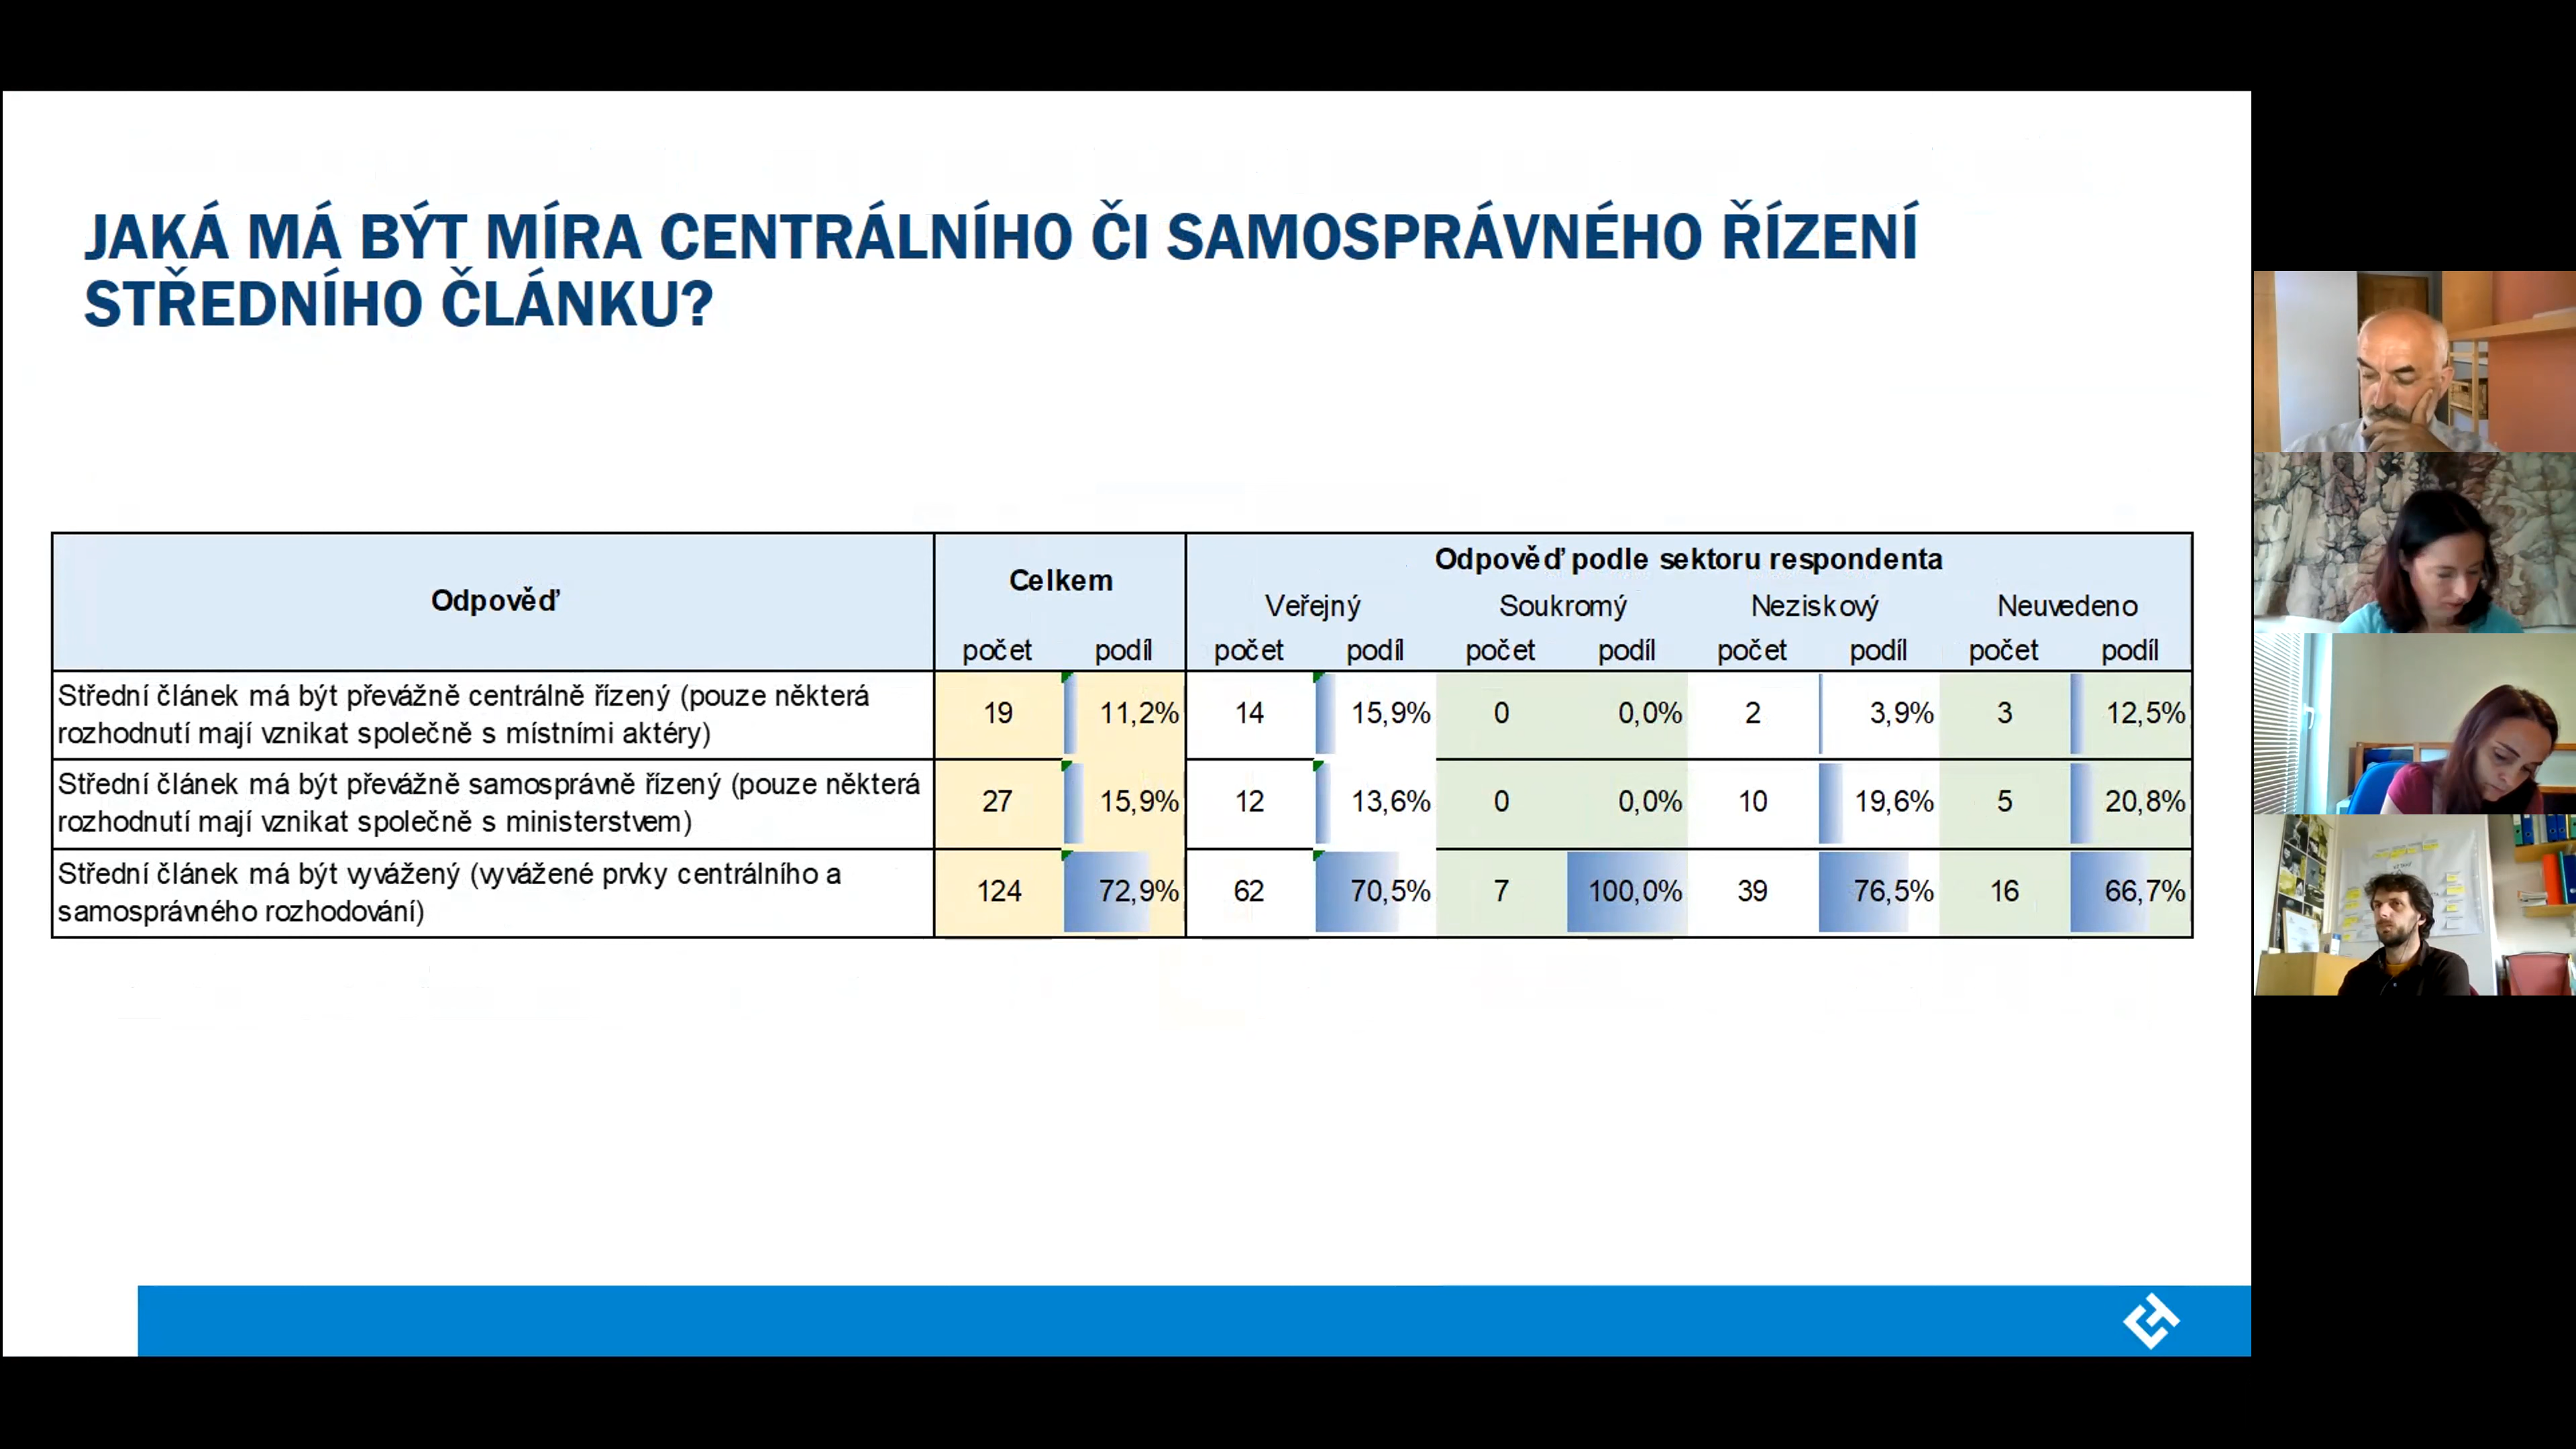 JAKÁ MÁ BÝT MÍRA CENTRÁLNÍHO ČI SAMOSPRÁVNÉHO ŘÍZENÍ
STŘEDNÍHO ČLÁNKU?
Odpověď
Celkem
Odpověď podle sektoru respondenta
Veřejný Soukromý Neziskový Neuvedeno
počet podíl počet podíl počet podíl počet podíl počet podíl
Střední článek má být převážně centrálně řízený (pouze některá
rozhodnutí mají vznikat společně s místními aktéry)
19 11,2% 14 15,9% 0 0,0% 2 3,9% 3 12,5%
Střední článek má být převážně samosprávně řízený (pouze některá
rozhodnutí mají vznikat společně s ministerstvem)
27 15,9% 12 13,6% 0 0,0% 10 19,6% 5 20,8%
Střední článek má být vyvážený (vyvážené prvky centrálního a
samosprávného rozhodování)
124 72,9% 62 70,5% 7 100,0% 39 76,5% 16 66,7%